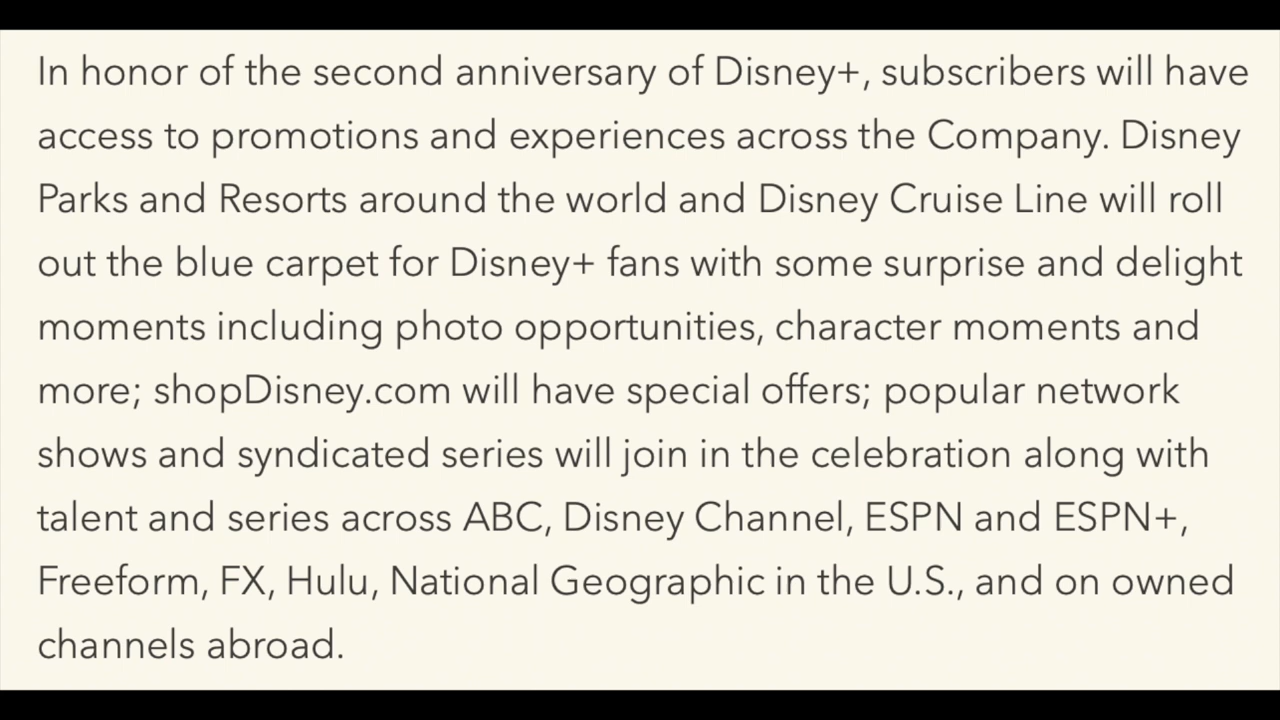 In honor of the second anniversary of Disney+, subscribers will have
access to promotions and experiences across the Company. Disney
Parks and Resorts around the world and Disney Cruise Line will roll
out the blue carpet for Disney+ fans with some surprise and delight
moments including photo opportunities, character moments and
more; shopDisney.com will have special offers; popular network
shows and syndicated series will join in the celebration along with
talent and series across ABC, Disney Channel, ESPN and ESPN+,
Freeform, FX, Hulu, National Geographic in the U.S., and on owned
channels abroad.